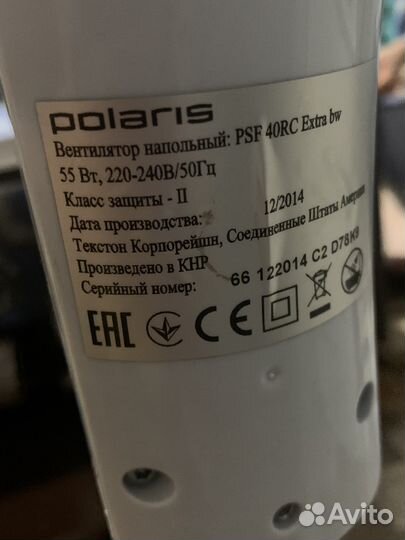 polaris
Вентилятор напольный: PSF 40RC Extra bw
55 Вт, 220-240В/50Гц
Класс защиты - II
Дата производства: 12/2014
Текстон Корпорейшн, Соединенные Штаты Америки
Произведено в КНР
Серийный номер: 66 122014 C2 D78K9
EAC CE
Avito